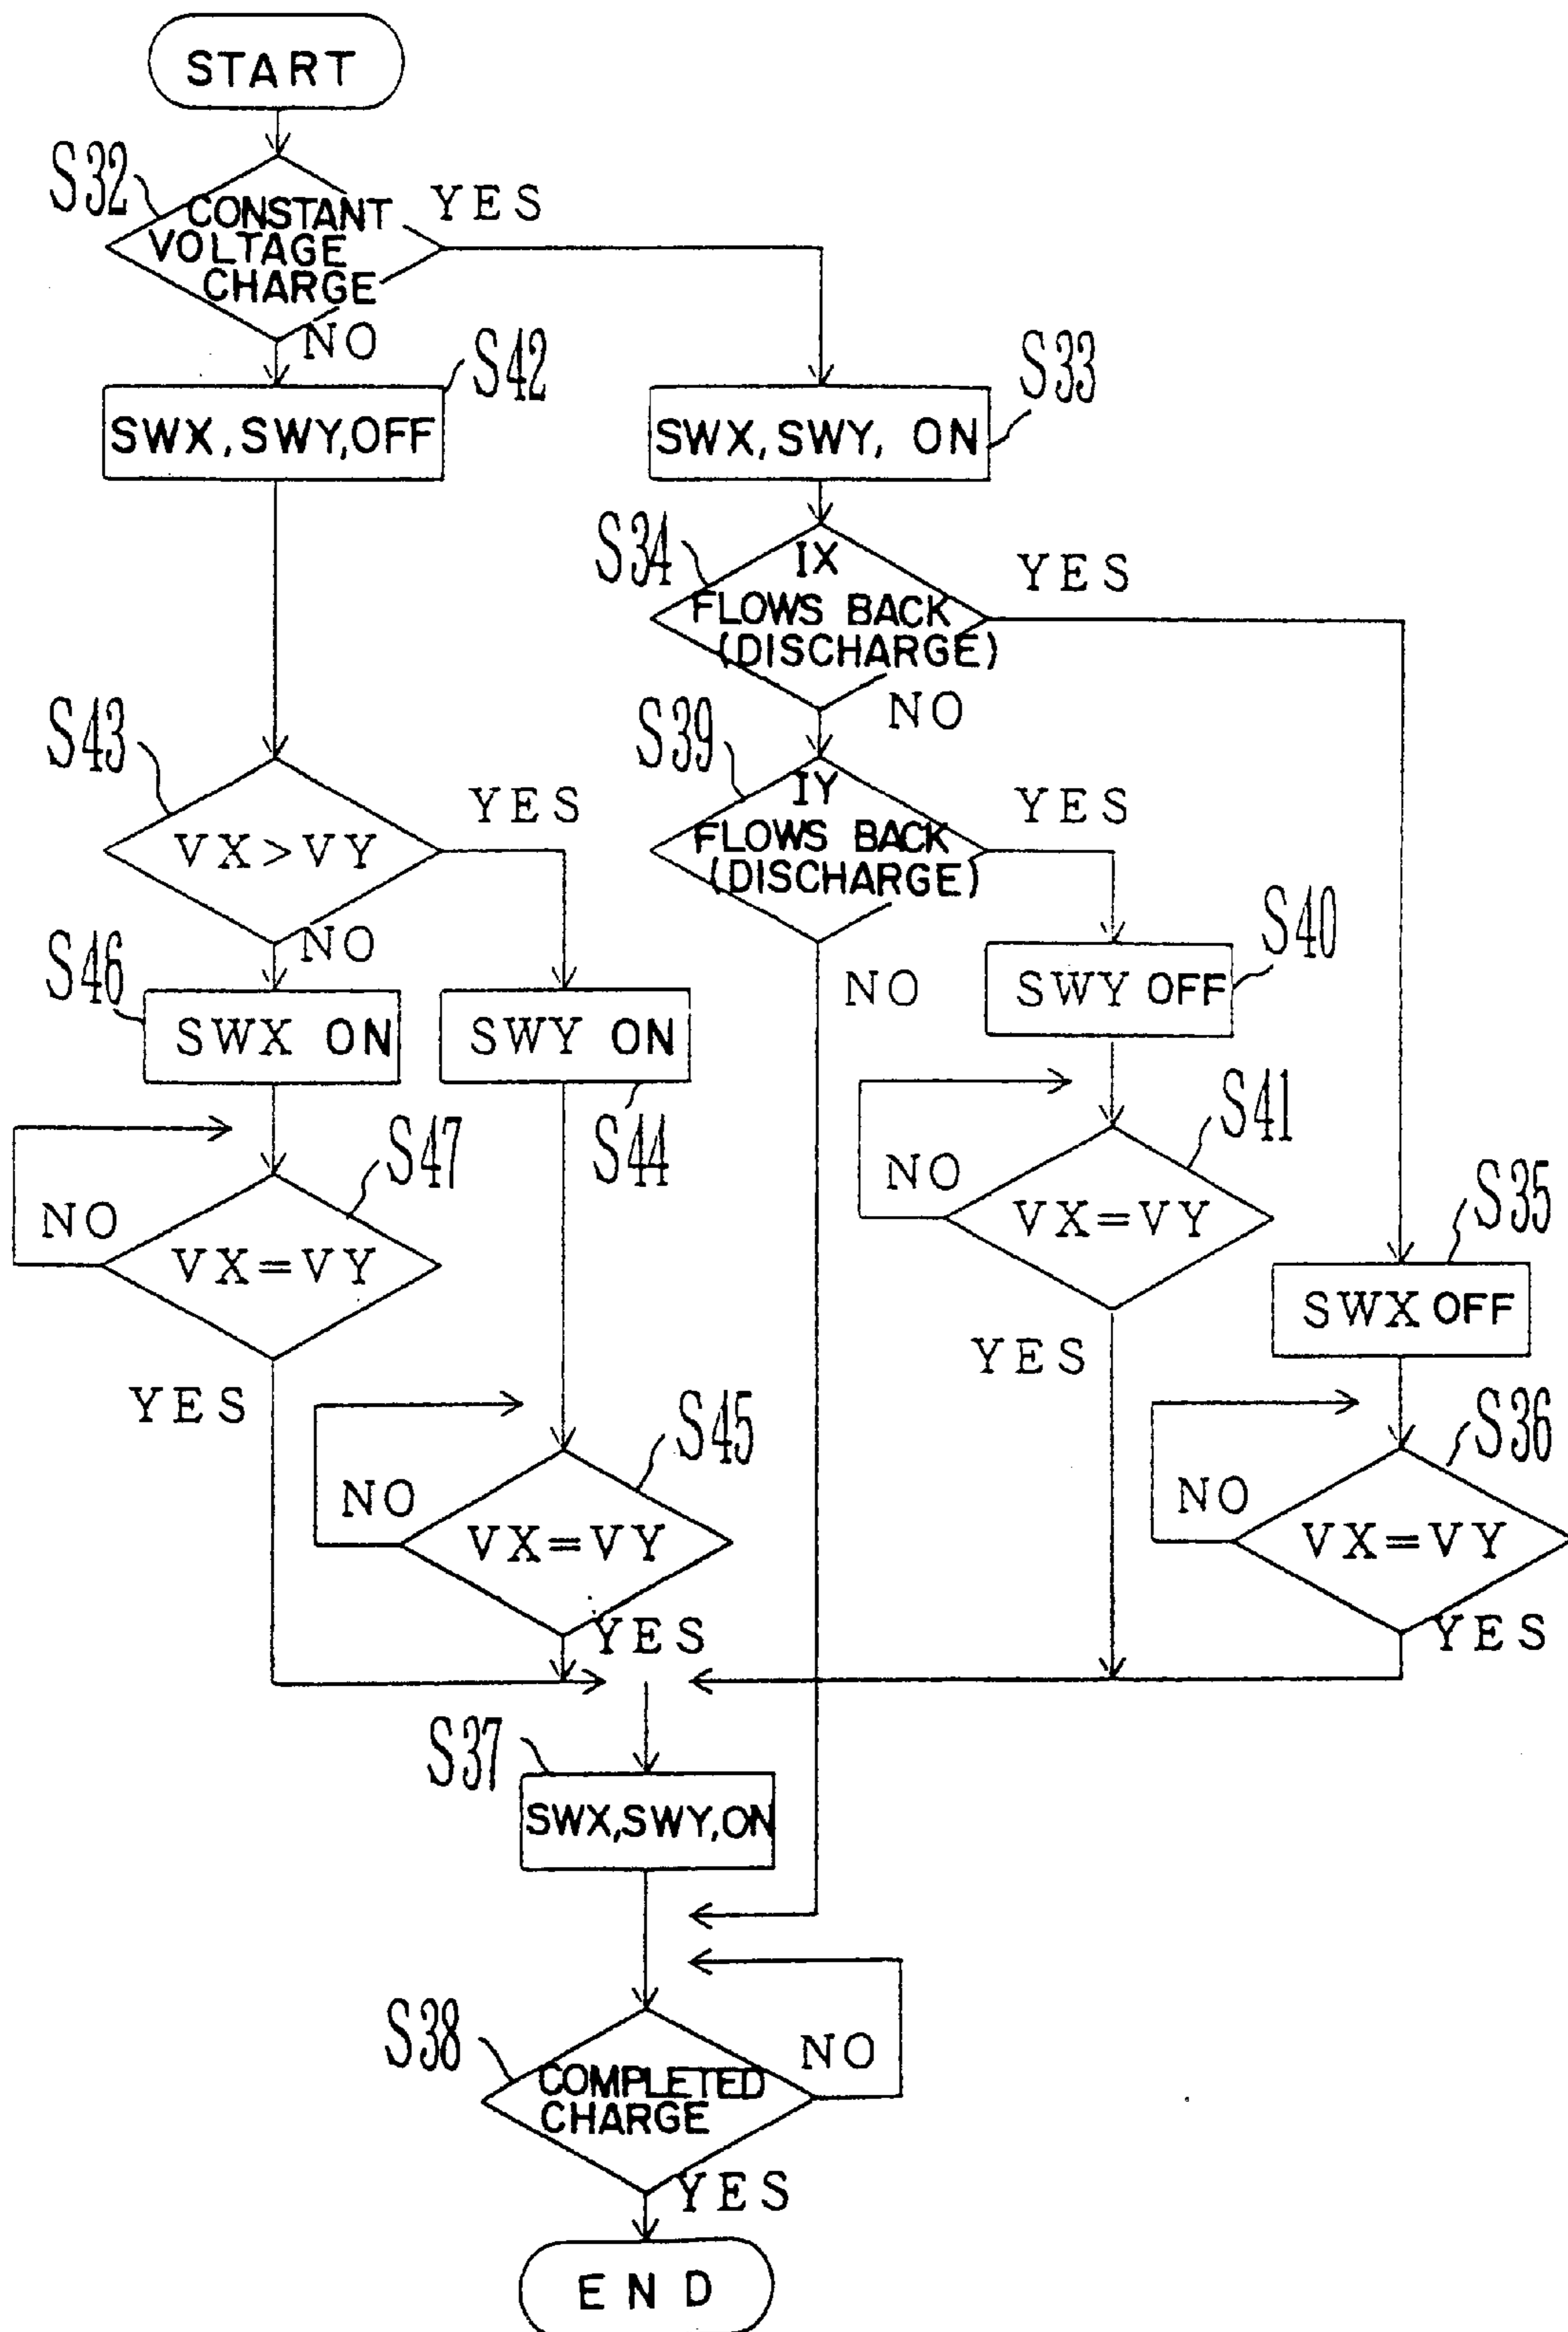 START
S32
CONSTANT
VOLTAGE
CHARGE
YES
NO
S42
SWX, SWY, OFF
S33
SWX, SWY, ON
S34
IX
FLOWS BACK
(DISCHARGE)
YES
NO
S43
VX>VY
YES
NO
S39
IY
FLOWS BACK
(DISCHARGE)
YES
NO
S40
SWY OFF
S46
SWX ON
SWY ON
S44
S47
VX=VY
NO
YES
S41
VX=VY
NO
YES
S35
SWX OFF
S45
VX=VY
NO
YES
S36
VX=VY
NO
YES
S37
SWX, SWY, ON
S38
COMPLETED
CHARGE
NO
YES
END